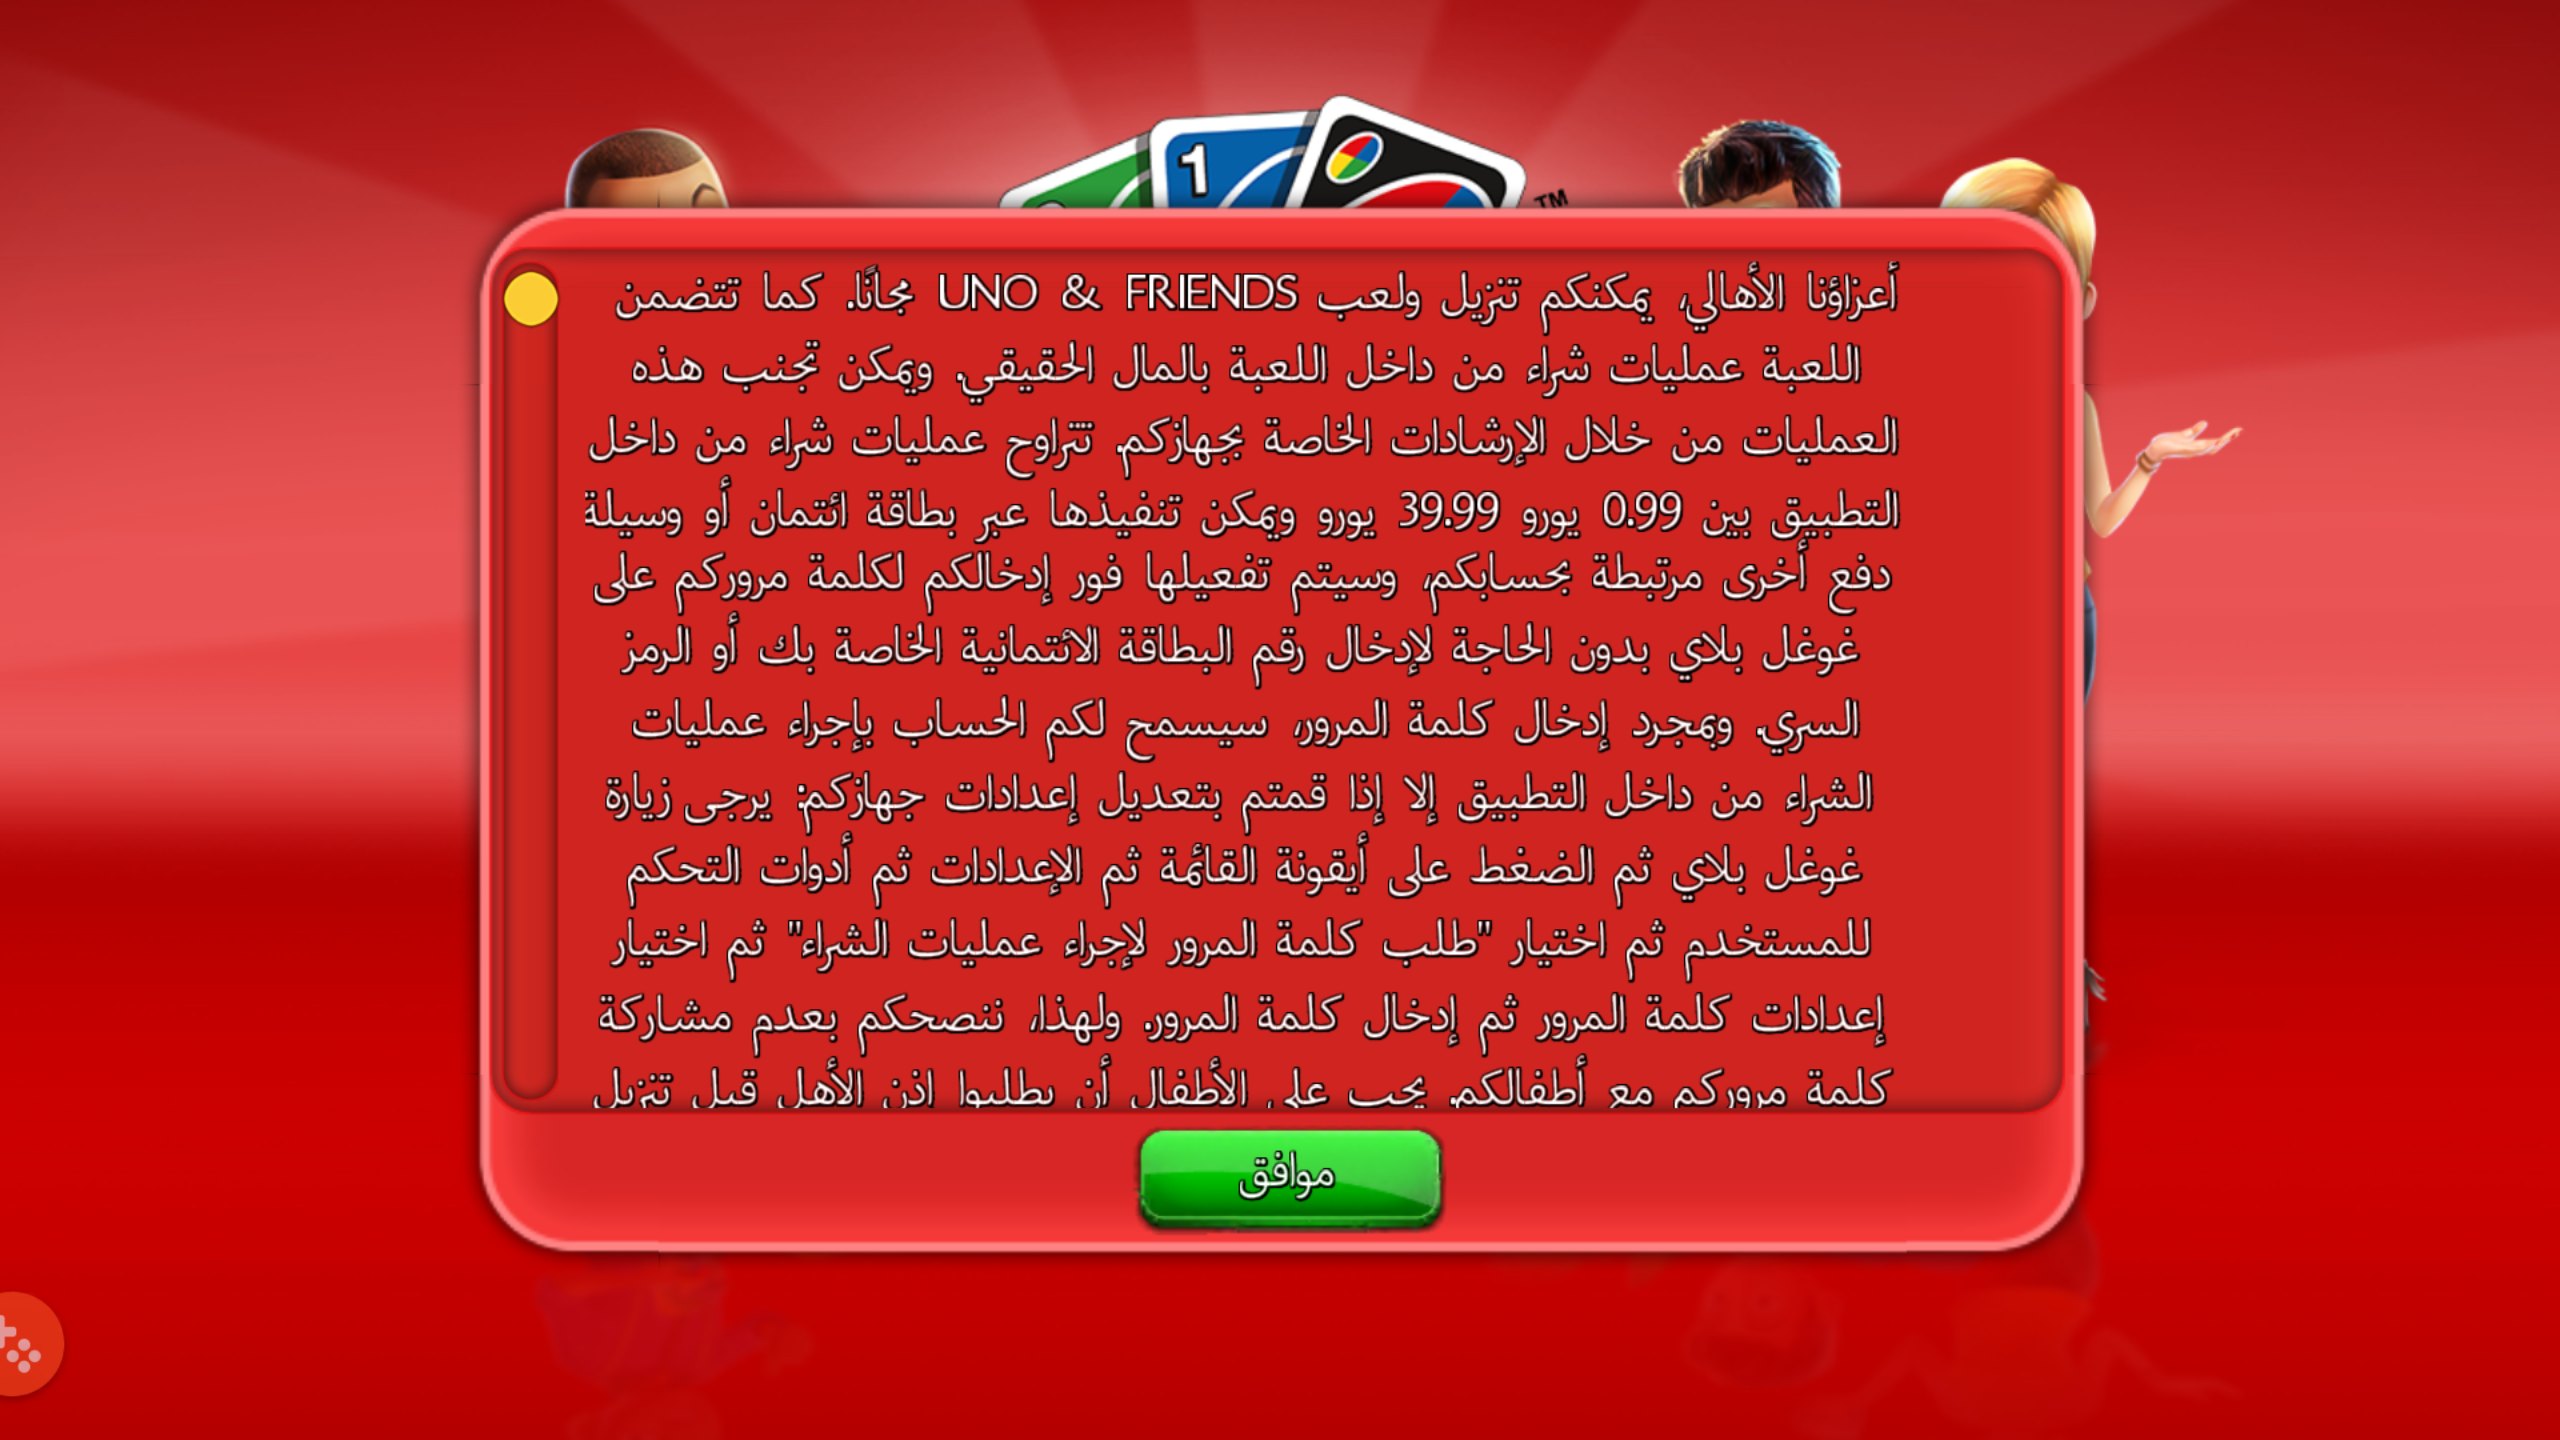 1
TM
أعزاؤنا الأهالي، يمكنكم تنزيل ولعب UNO & FRIENDS مجانًا. كما تتضمن
اللعبة عمليات شراء من داخل اللعبة بالمال الحقيقي. ويمكن تجنب هذه
العمليات من خلال الإرشادات الخاصة بجهازكم. تتراوح عمليات شراء من داخل
التطبيق بين 0.99 يورو 39.99 يورو ويمكن تنفيذها عبر بطاقة ائتمان أو وسيلة
دفع أخرى مرتبطة بحسابكم، وسيتم تفعيلها فور إدخالكم لكلمة مروركم على
غوغل بلاي بدون الحاجة لإدخال رقم البطاقة الائتمانية الخاصة بك أو الرمز
السري. وبمجرد إدخال كلمة المرور، سيسمح لكم الحساب بإجراء عمليات
الشراء من داخل التطبيق إلا إذا قمتم بتعديل إعدادات جهازكم: يرجى زيارة
غوغل بلاي ثم الضغط على أيقونة القائمة ثم الإعدادات ثم أدوات التحكم
للمستخدم ثم اختيار "طلب كلمة المرور لإجراء عمليات الشراء" ثم اختيار
إعدادات كلمة المرور ثم إدخال كلمة المرور. ولهذا، ننصحكم بعدم مشاركة
كلمة مروركم مع أطفالكم. يجب على الأطفال أن يطلبوا إذن الأهل قبل تنزيل
موافق